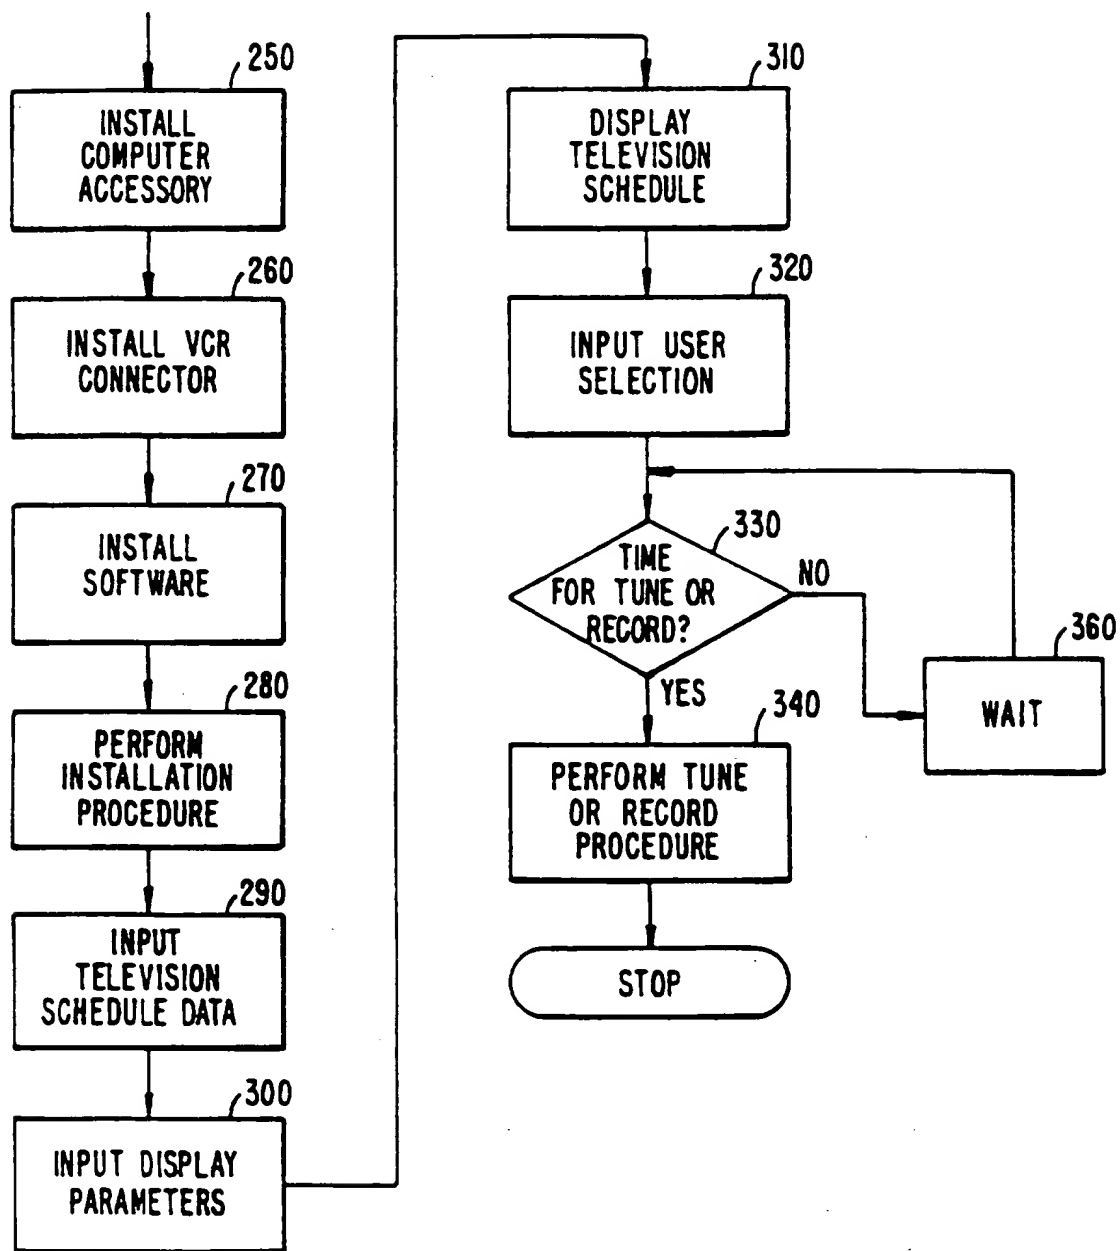 250
INSTALL
COMPUTER
ACCESSORY
260
INSTALL VCR
CONNECTOR
270
INSTALL
SOFTWARE
280
PERFORM
INSTALLATION
PROCEDURE
290
INPUT
TELEVISION
SCHEDULE DATA
300
INPUT DISPLAY
PARAMETERS
310
DISPLAY
TELEVISION
SCHEDULE
320
INPUT USER
SELECTION
330
TIME
FOR TUNE OR
RECORD?
NO
YES
360
WAIT
340
PERFORM TUNE
OR RECORD
PROCEDURE
STOP